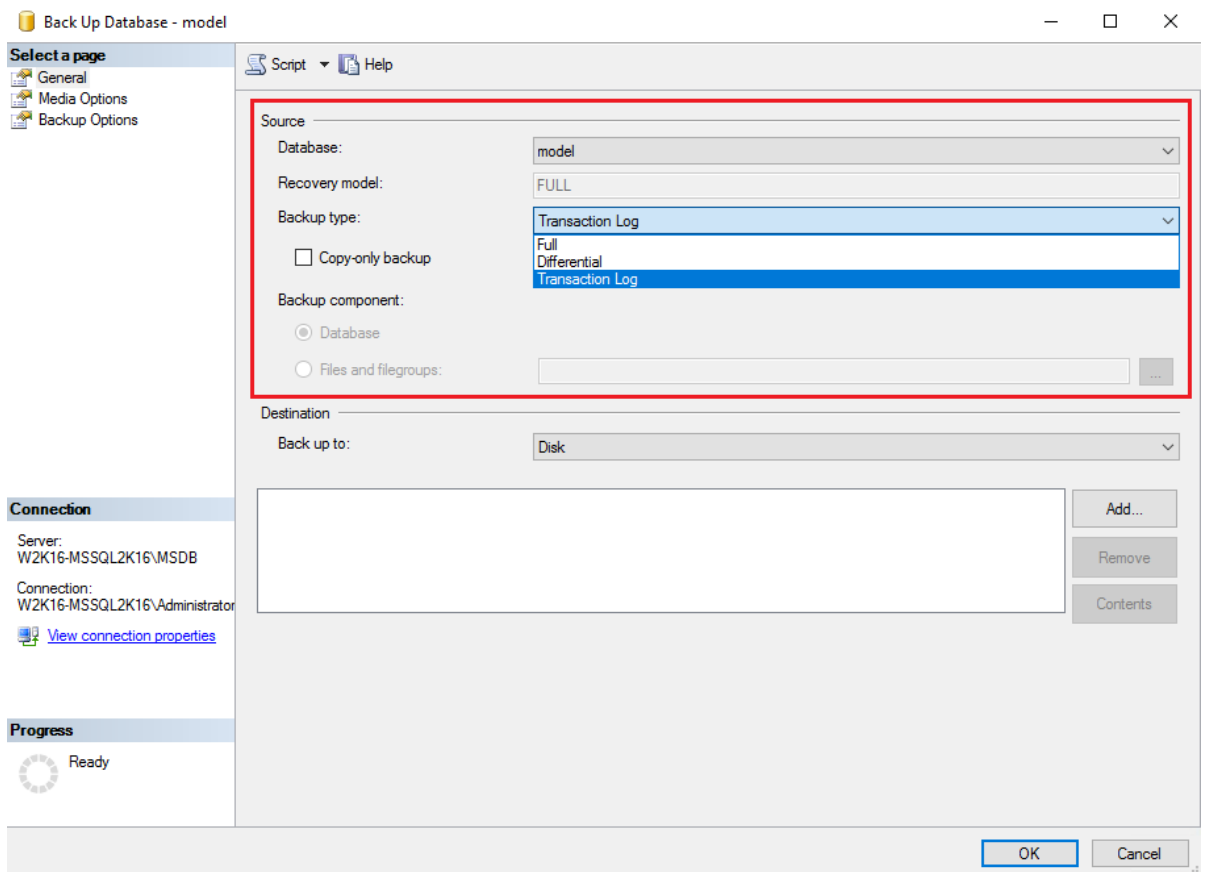 Back Up Database - model
Select a page
General
Media Options
Backup Options
Script Help
Source
Database: model
Recovery model: FULL
Backup type: Transaction Log
Full
Differential
Transaction Log
Copy-only backup
Backup component:
Database
Files and filegroups: ...
Destination
Back up to: Disk
Add...
Remove
Contents
Connection
Server:
W2K16-MSSQL2K16\MSDB
Connection:
W2K16-MSSQL2K16\Administrator
View connection properties
Progress
Ready
OK Cancel